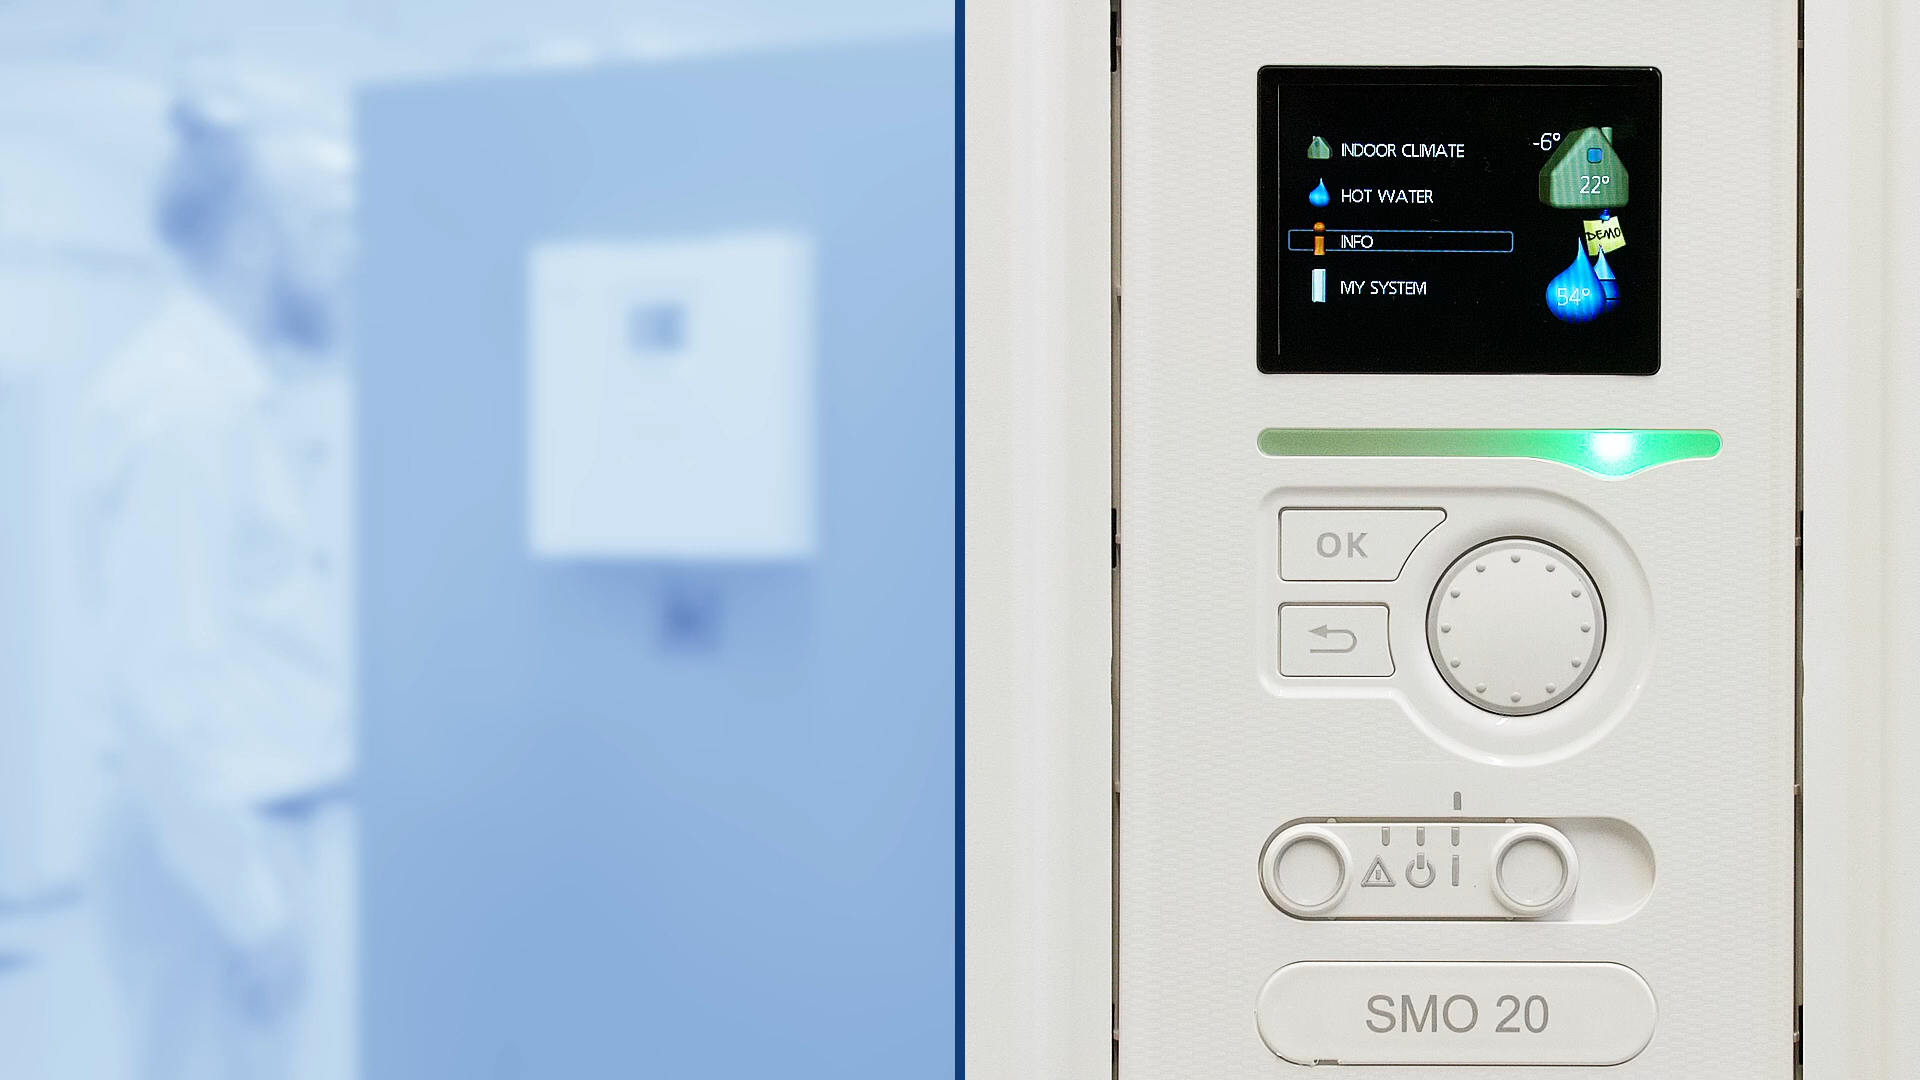 INDOOR CLIMATE
-6°
22°
HOT WATER
DEMO
INFO
54°
MY SYSTEM
OK
SMO 20